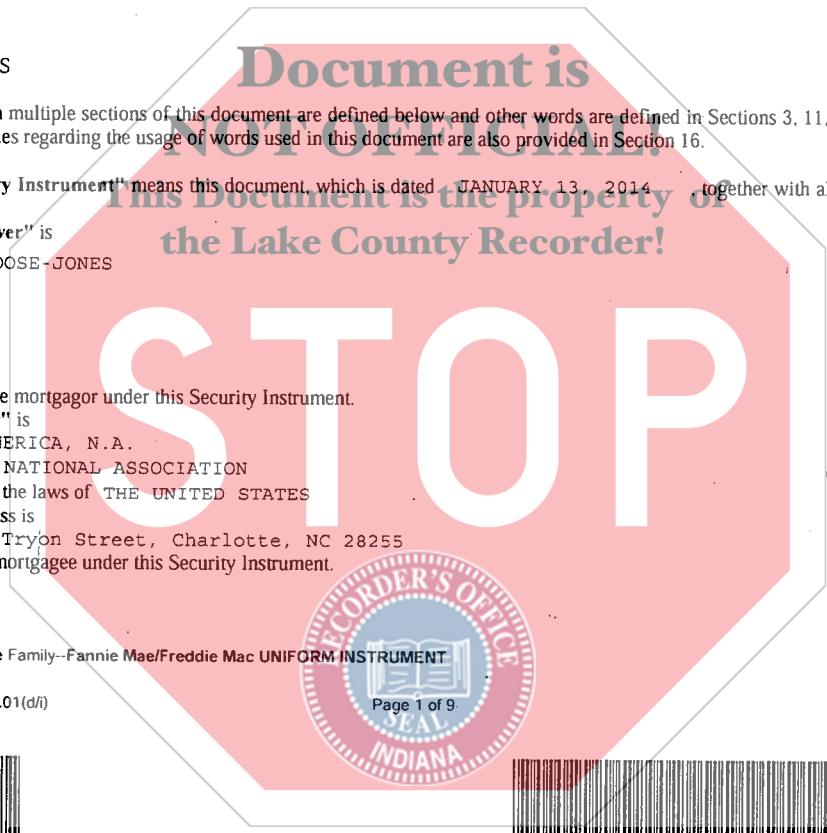 S
Document is
multiple sections of this document are defined below and other words are defined in Sections 3, 11,
es regarding the usage of words used in this document are also provided in Section 16.
NOT OFFICIAL!
y Instrument" means this document, which is dated JANUARY 13, 2014 , together with al
This Document is the property of
er" is
the Lake County Recorder!
OSE-JONES
STOP
e mortgagor under this Security Instrument.
" is
ERICA, N.A.
NATIONAL ASSOCIATION
the laws of THE UNITED STATES
ss is
Tryon Street, Charlotte, NC 28255
mortgagee under this Security Instrument.
RECORDER'S OFFICE
e Family--Fannie Mae/Freddie Mac UNIFORM INSTRUMENT
.01(d/i)
Page 1 of 9
SEAL
INDIANA